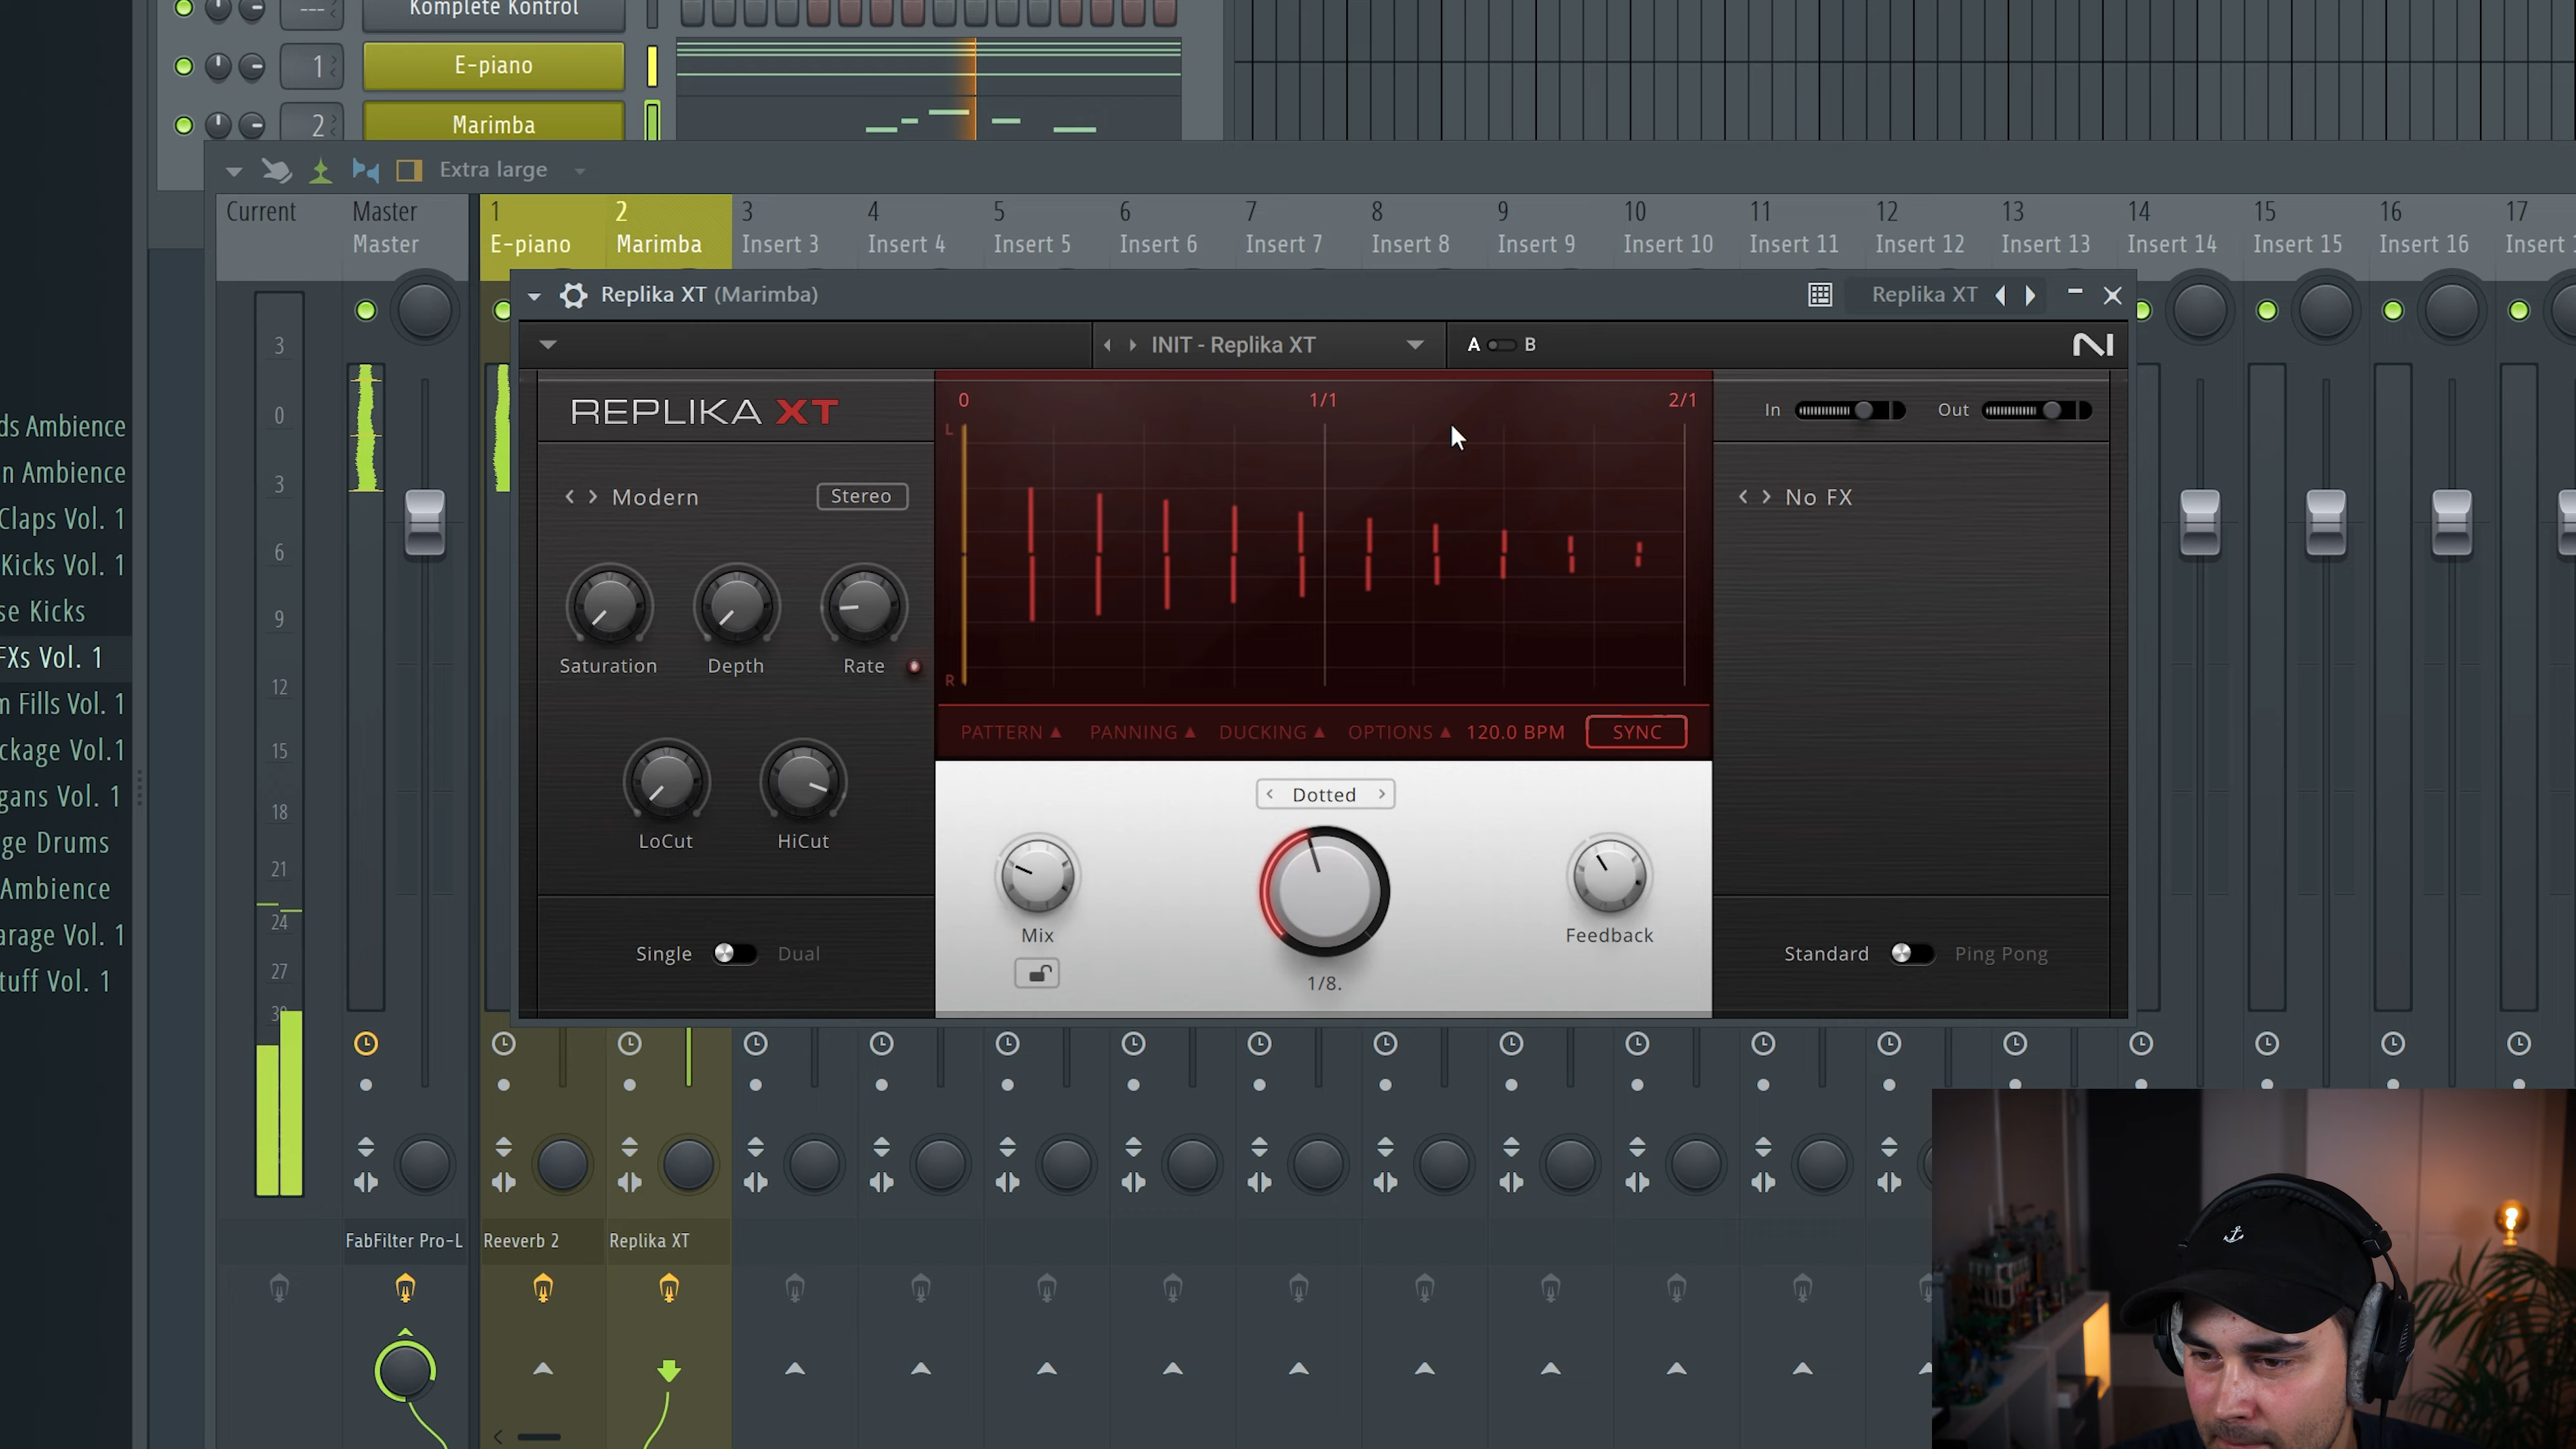 Komplete Kontrol
1
E-piano
2
Marimba
Extra large
Current
Master
Master
1
E-piano
2
Marimba
3
Insert 3
4
Insert 4
5
Insert 5
6
Insert 6
7
Insert 7
8
Insert 8
9
Insert 9
10
Insert 10
11
Insert 11
12
Insert 12
13
Insert 13
14
Insert 14
15
Insert 15
16
Insert 16
17
Insert
Replika XT (Marimba)
Replika XT
INIT - Replika XT
A B
REPLIKA XT
Modern
Stereo
Saturation
Depth
Rate
LoCut
HiCut
Single
Dual
0
1/1
2/1
L
R
PATTERN
PANNING
DUCKING
OPTIONS
120.0 BPM
SYNC
Dotted
Mix
1/8.
Feedback
In
Out
No FX
Standard
Ping Pong
3
0
3
6
9
12
15
18
21
24
27
ds Ambience
n Ambience
Claps Vol. 1
Kicks Vol. 1
se Kicks
FXs Vol. 1
m Fills Vol. 1
ckage Vol.1
gans Vol. 1
ge Drums
Ambience
arage Vol. 1
tuff Vol. 1
FabFilter Pro-L
Reeverb 2
Replika XT